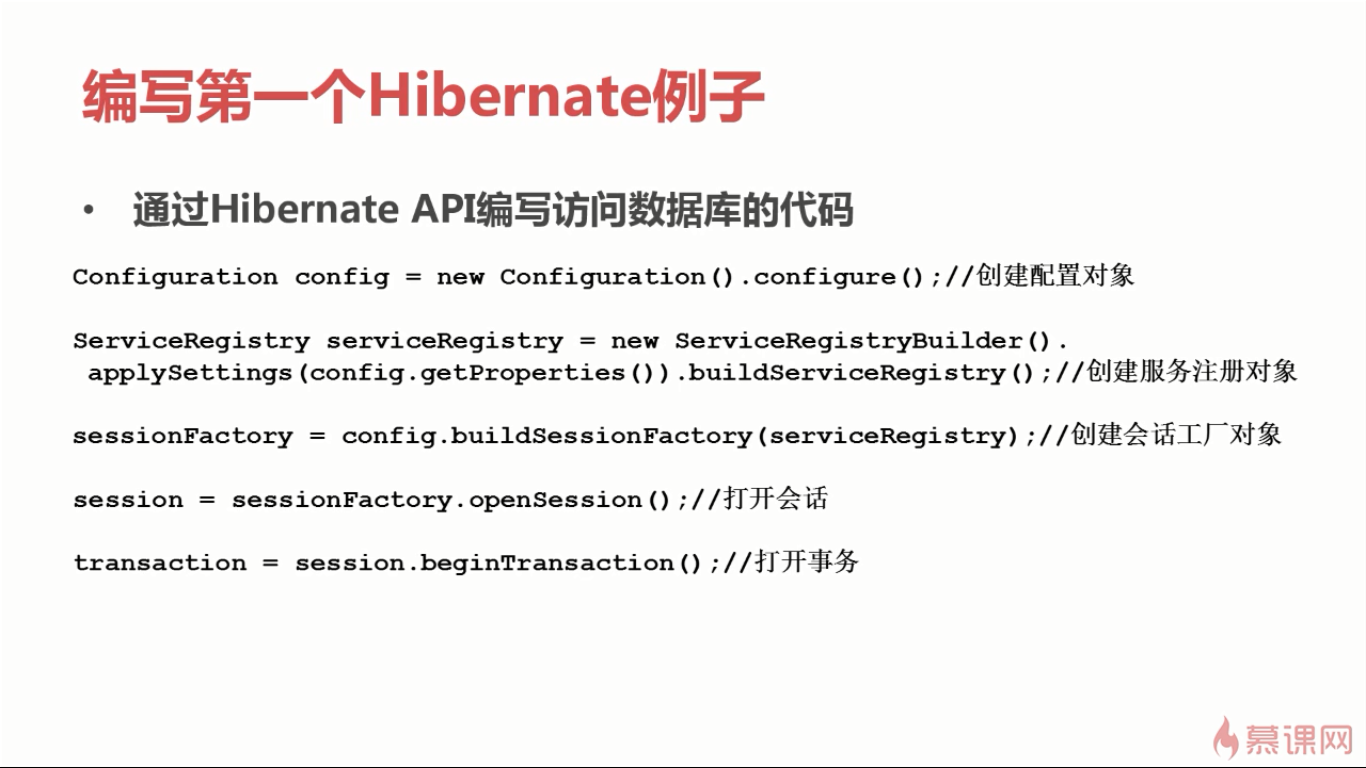 编写第一个Hibernate例子
• 通过Hibernate API编写访问数据库的代码
Configuration config = new Configuration().configure();//创建配置对象
ServiceRegistry serviceRegistry = new ServiceRegistryBuilder().
applySettings(config.getProperties()).buildServiceRegistry();//创建服务注册对象
sessionFactory = config.buildSessionFactory(serviceRegistry);//创建会话工厂对象
session = sessionFactory.openSession();//打开会话
transaction = session.beginTransaction();//打开事务
慕课网